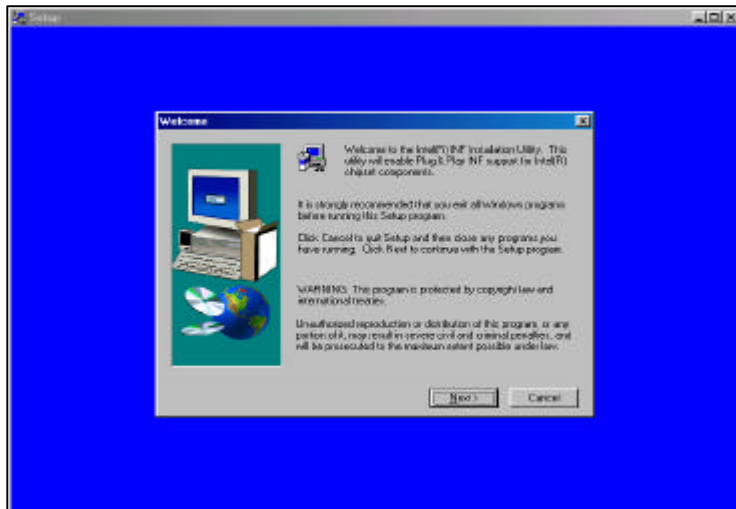 Setup
Welcome
Welcome to the Intel(R) INF Installation Utility. This
utility will enable Plug & Play INF support for Intel(R)
chipset components.
It is strongly recommended that you exit all Windows programs
before running this Setup program.
Click Cancel to quit Setup and then close any programs you
have running. Click Next to continue with the Setup program.
WARNING: This program is protected by copyright law and
international treaties.
Unauthorized reproduction or distribution of this program, or any
portion of it, may result in severe civil and criminal penalties, and
will be prosecuted to the maximum extent possible under law.
Next > Cancel